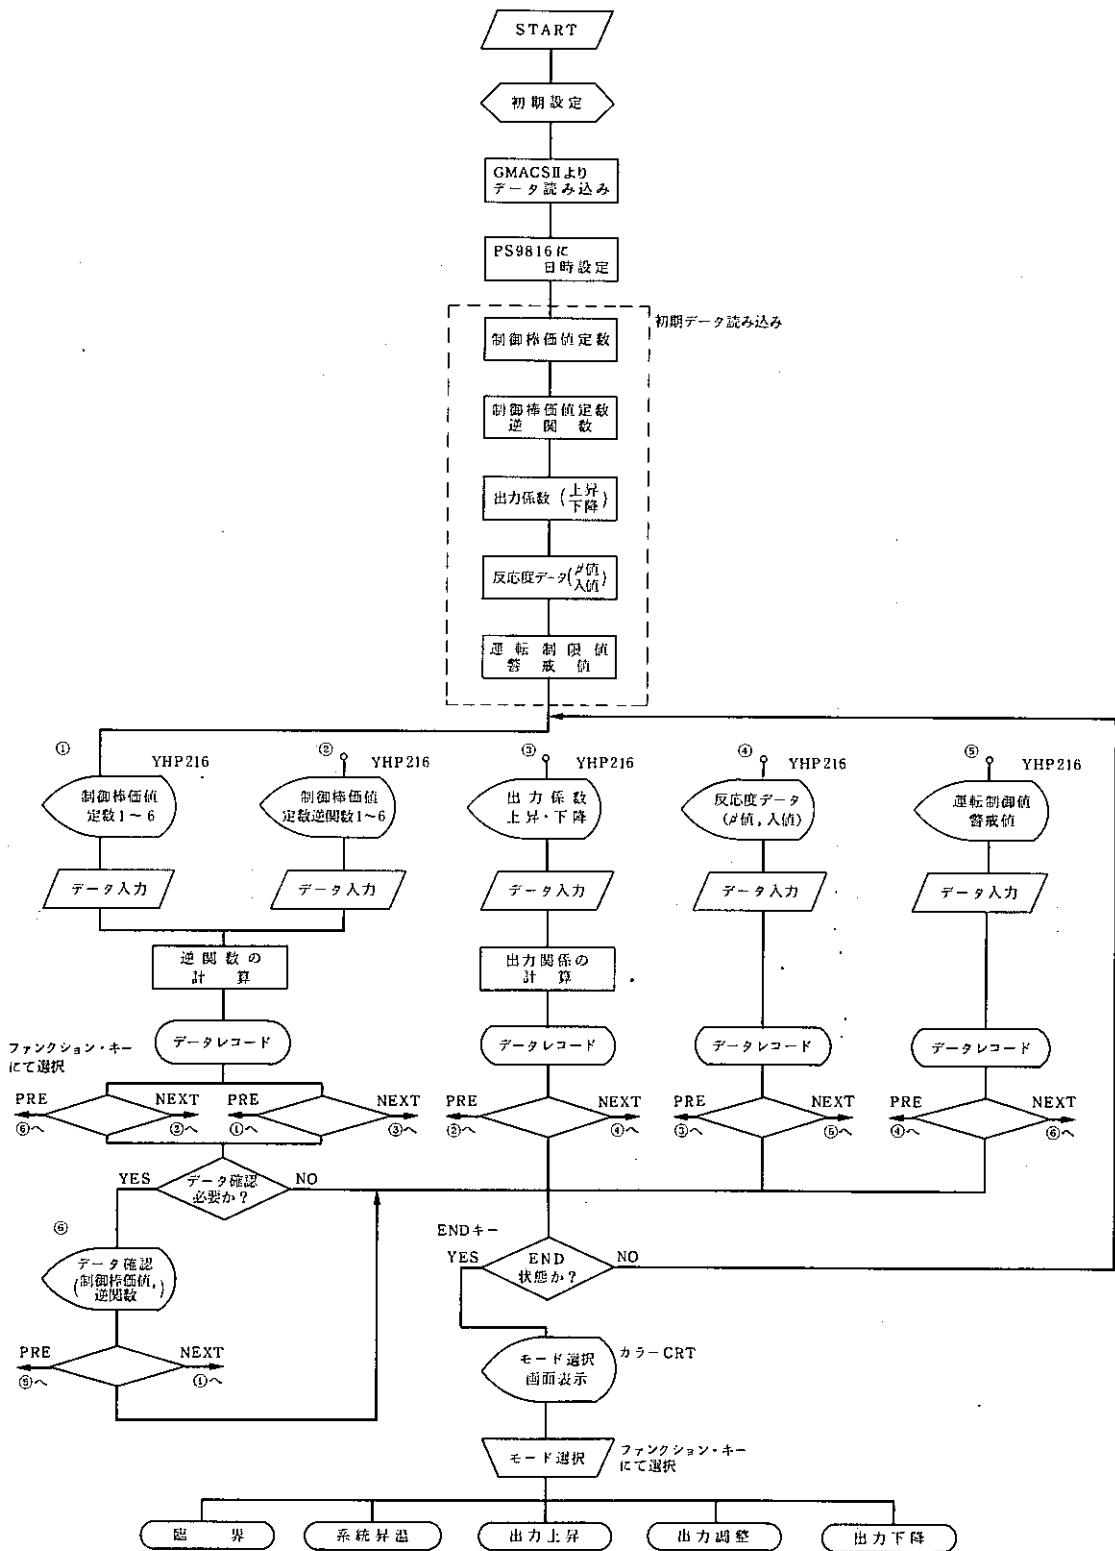 START
初期設定
GMACSIIより
データ読み込み
PS9816に
日時設定
初期データ読み込み
制御棒価値定数
制御棒価値定数
逆関数
出力係数(上昇
下降)
反応度データ(β値
入値)
運転制限値
警戒値
①
YHP216
制御棒価値
定数1~6
データ入力
②
YHP216
制御棒価値
定数逆関数1~6
データ入力
③
YHP216
出力係数
上昇・下降
データ入力
④
YHP216
反応度データ
(β値,入値)
データ入力
⑤
YHP216
運転制御値
警戒値
データ入力
逆関数の
計算
出力関係の
計算
データレコード
データレコード
データレコード
データレコード
ファンクション・キー
にて選択
PRE
⑥へ
NEXT
②へ
PRE
①へ
NEXT
③へ
PRE
②へ
NEXT
④へ
PRE
③へ
NEXT
⑤へ
PRE
④へ
NEXT
⑥へ
YES
データ確認
必要か?
NO
⑥
データ確認
(制御棒価値,
逆関数)
PRE
⑤へ
NEXT
①へ
ENDキー
YES
END
状態か?
NO
モード選択
画面表示
カラーCRT
モード選択
ファンクション・キー
にて選択
臨界
系統昇温
出力上昇
出力調整
出力下降